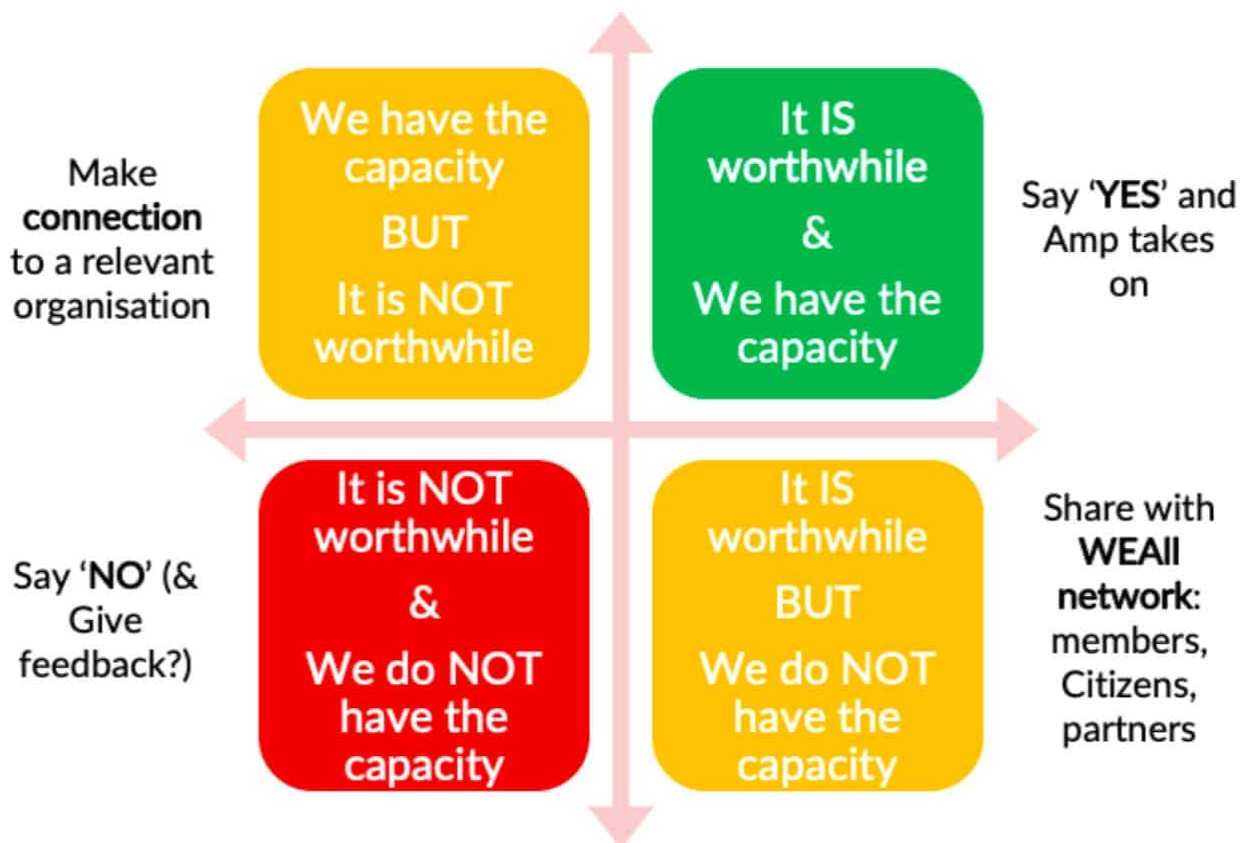 Make
connection
to a relevant
organisation
We have the
capacity
BUT
It is NOT
worthwhile
It IS
worthwhile
&
We have the
capacity
Say ‘YES’ and
Amp takes
on
Say ‘NO’ (&
Give
feedback?)
It is NOT
worthwhile
&
We do NOT
have the
capacity
It IS
worthwhile
BUT
We do NOT
have the
capacity
Share with
WEAll
network:
members,
Citizens,
partners